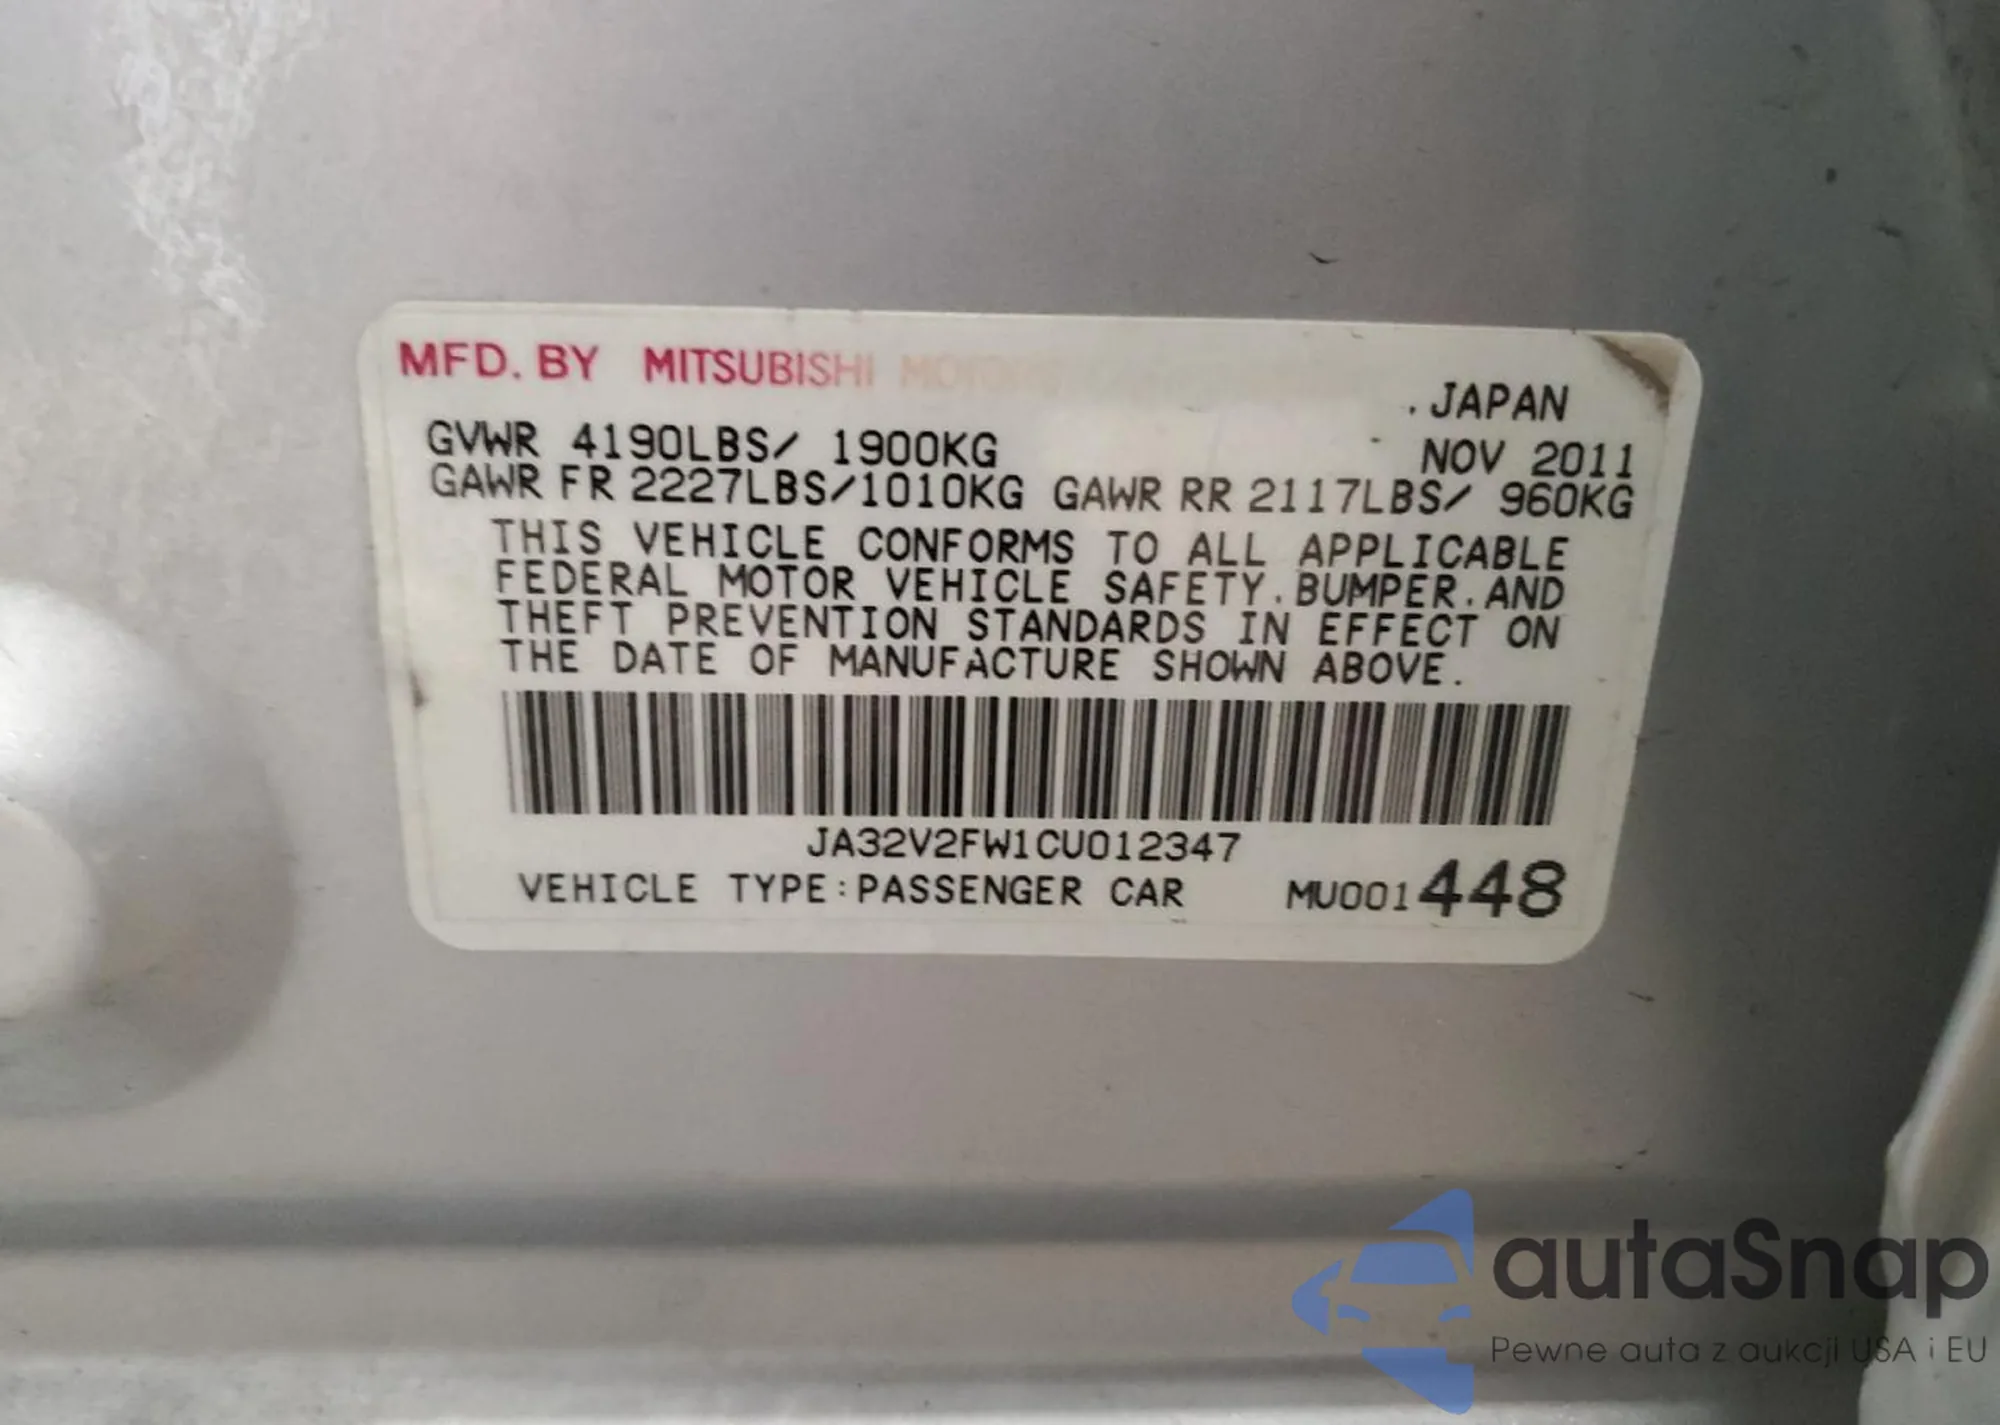 MFD. BY MITSUBISHI MOTORS
. JAPAN
GVWR 4190LBS/ 1900KG NOV 2011
GAWR FR 2227LBS/1010KG GAWR RR 2117LBS/ 960KG
THIS VEHICLE CONFORMS TO ALL APPLICABLE
FEDERAL MOTOR VEHICLE SAFETY.BUMPER.AND
THEFT PREVENTION STANDARDS IN EFFECT ON
THE DATE OF MANUFACTURE SHOWN ABOVE.
JA32V2FW1CU012347
VEHICLE TYPE:PASSENGER CAR MU001448
autaSnap
Pewne auta z aukcji USA i EU